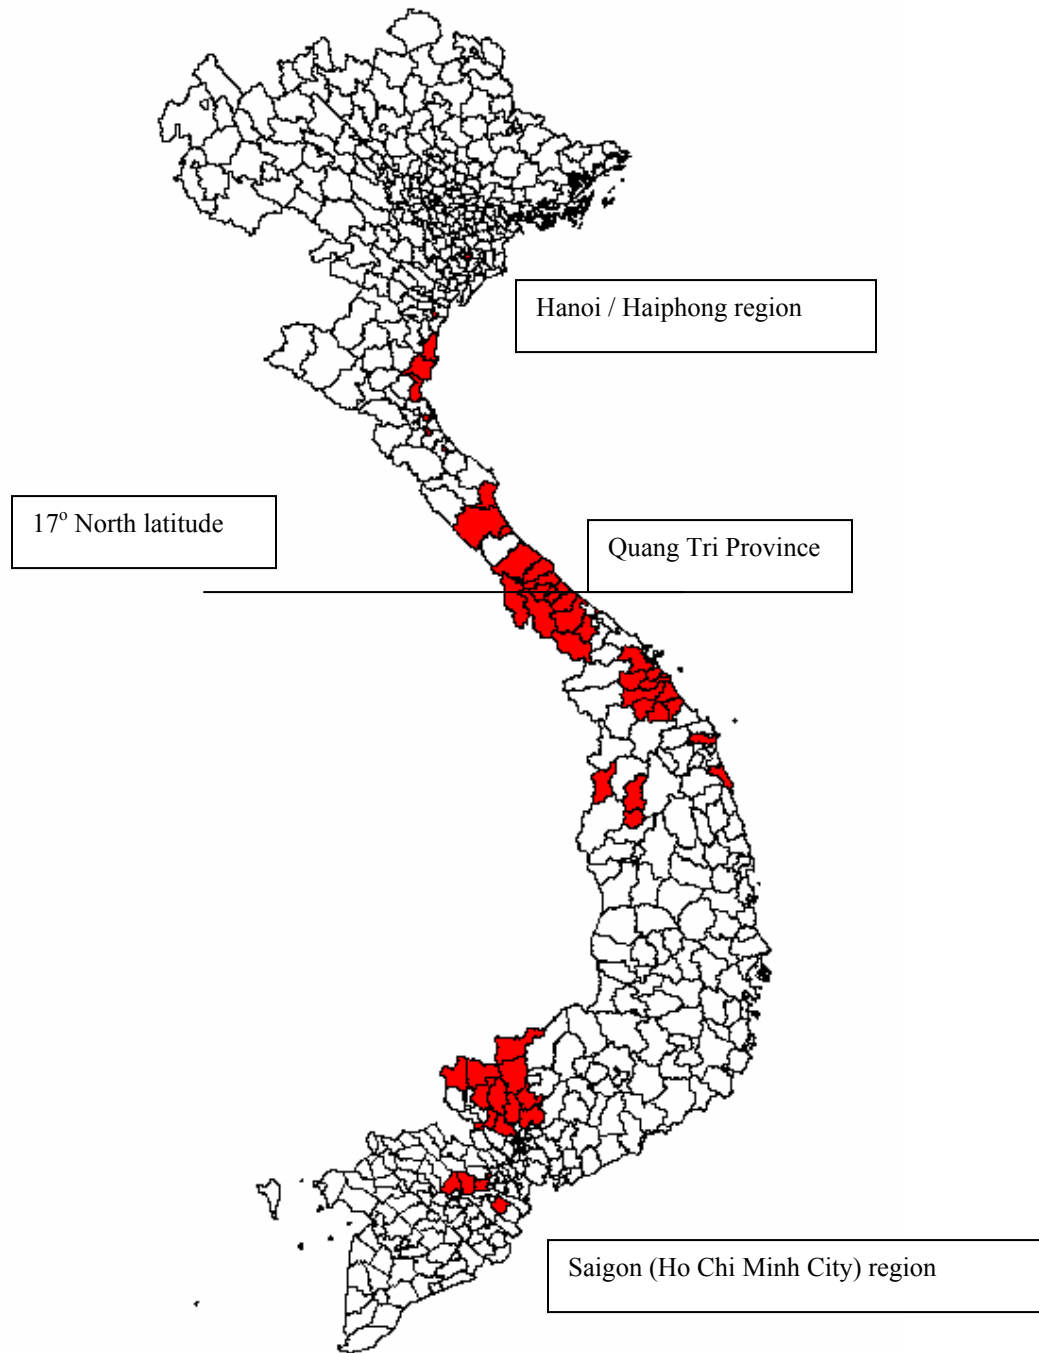 Hanoi / Haiphong region
17º North latitude
Quang Tri Province
Saigon (Ho Chi Minh City) region